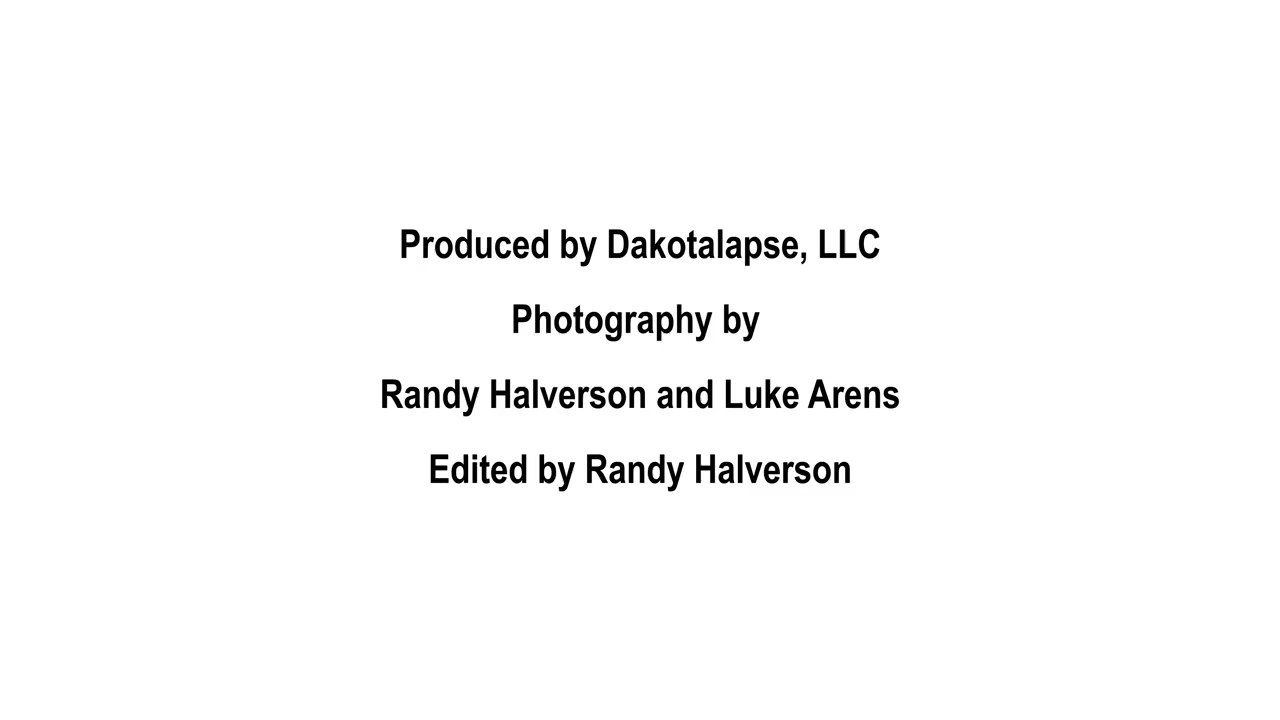 Produced by Dakotalapse, LLC
Photography by
Randy Halverson and Luke Arens
Edited by Randy Halverson